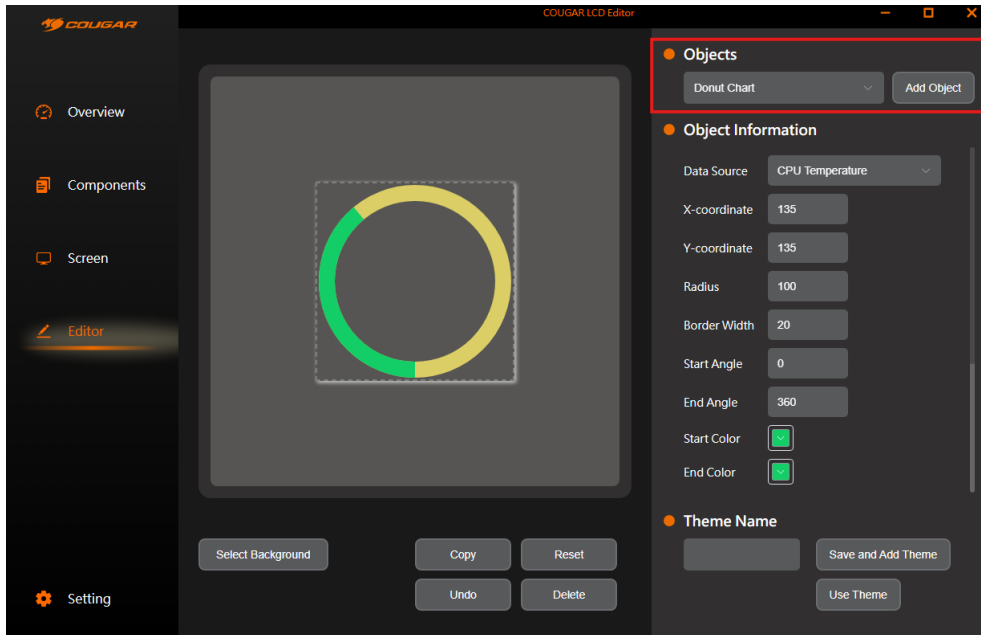 COUGAR
COUGAR LCD Editor
Overview
Components
Screen
Editor
Setting
Select Background
Copy
Reset
Undo
Delete
Objects
Donut Chart
Add Object
Object Information
Data Source CPU Temperature
X-coordinate 135
Y-coordinate 135
Radius 100
Border Width 20
Start Angle 0
End Angle 360
Start Color
End Color
Theme Name
Save and Add Theme
Use Theme